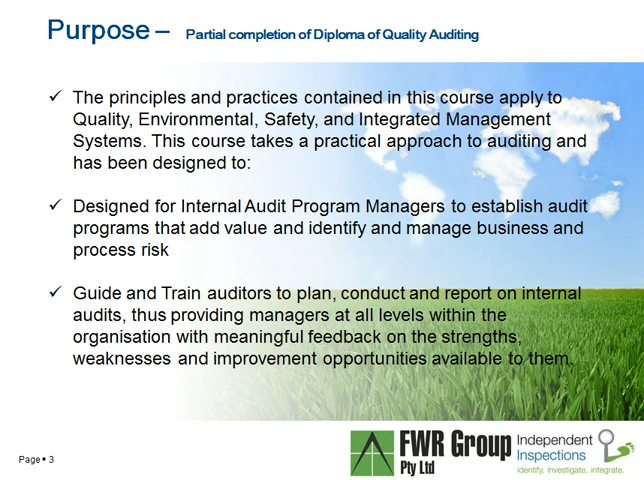 Purpose – Partial completion of Diploma of Quality Auditing
✓ The principles and practices contained in this course apply to
Quality, Environmental, Safety, and Integrated Management
Systems. This course takes a practical approach to auditing and
has been designed to:
✓ Designed for Internal Audit Program Managers to establish audit
programs that add value and identify and manage business and
process risk
✓ Guide and Train auditors to plan, conduct and report on internal
audits, thus providing managers at all levels within the
organisation with meaningful feedback on the strengths,
weaknesses and improvement opportunities available to them.
Page ▪ 3
FWR Group
Pty Ltd
Independent
Inspections
identify. investigate. integrate.